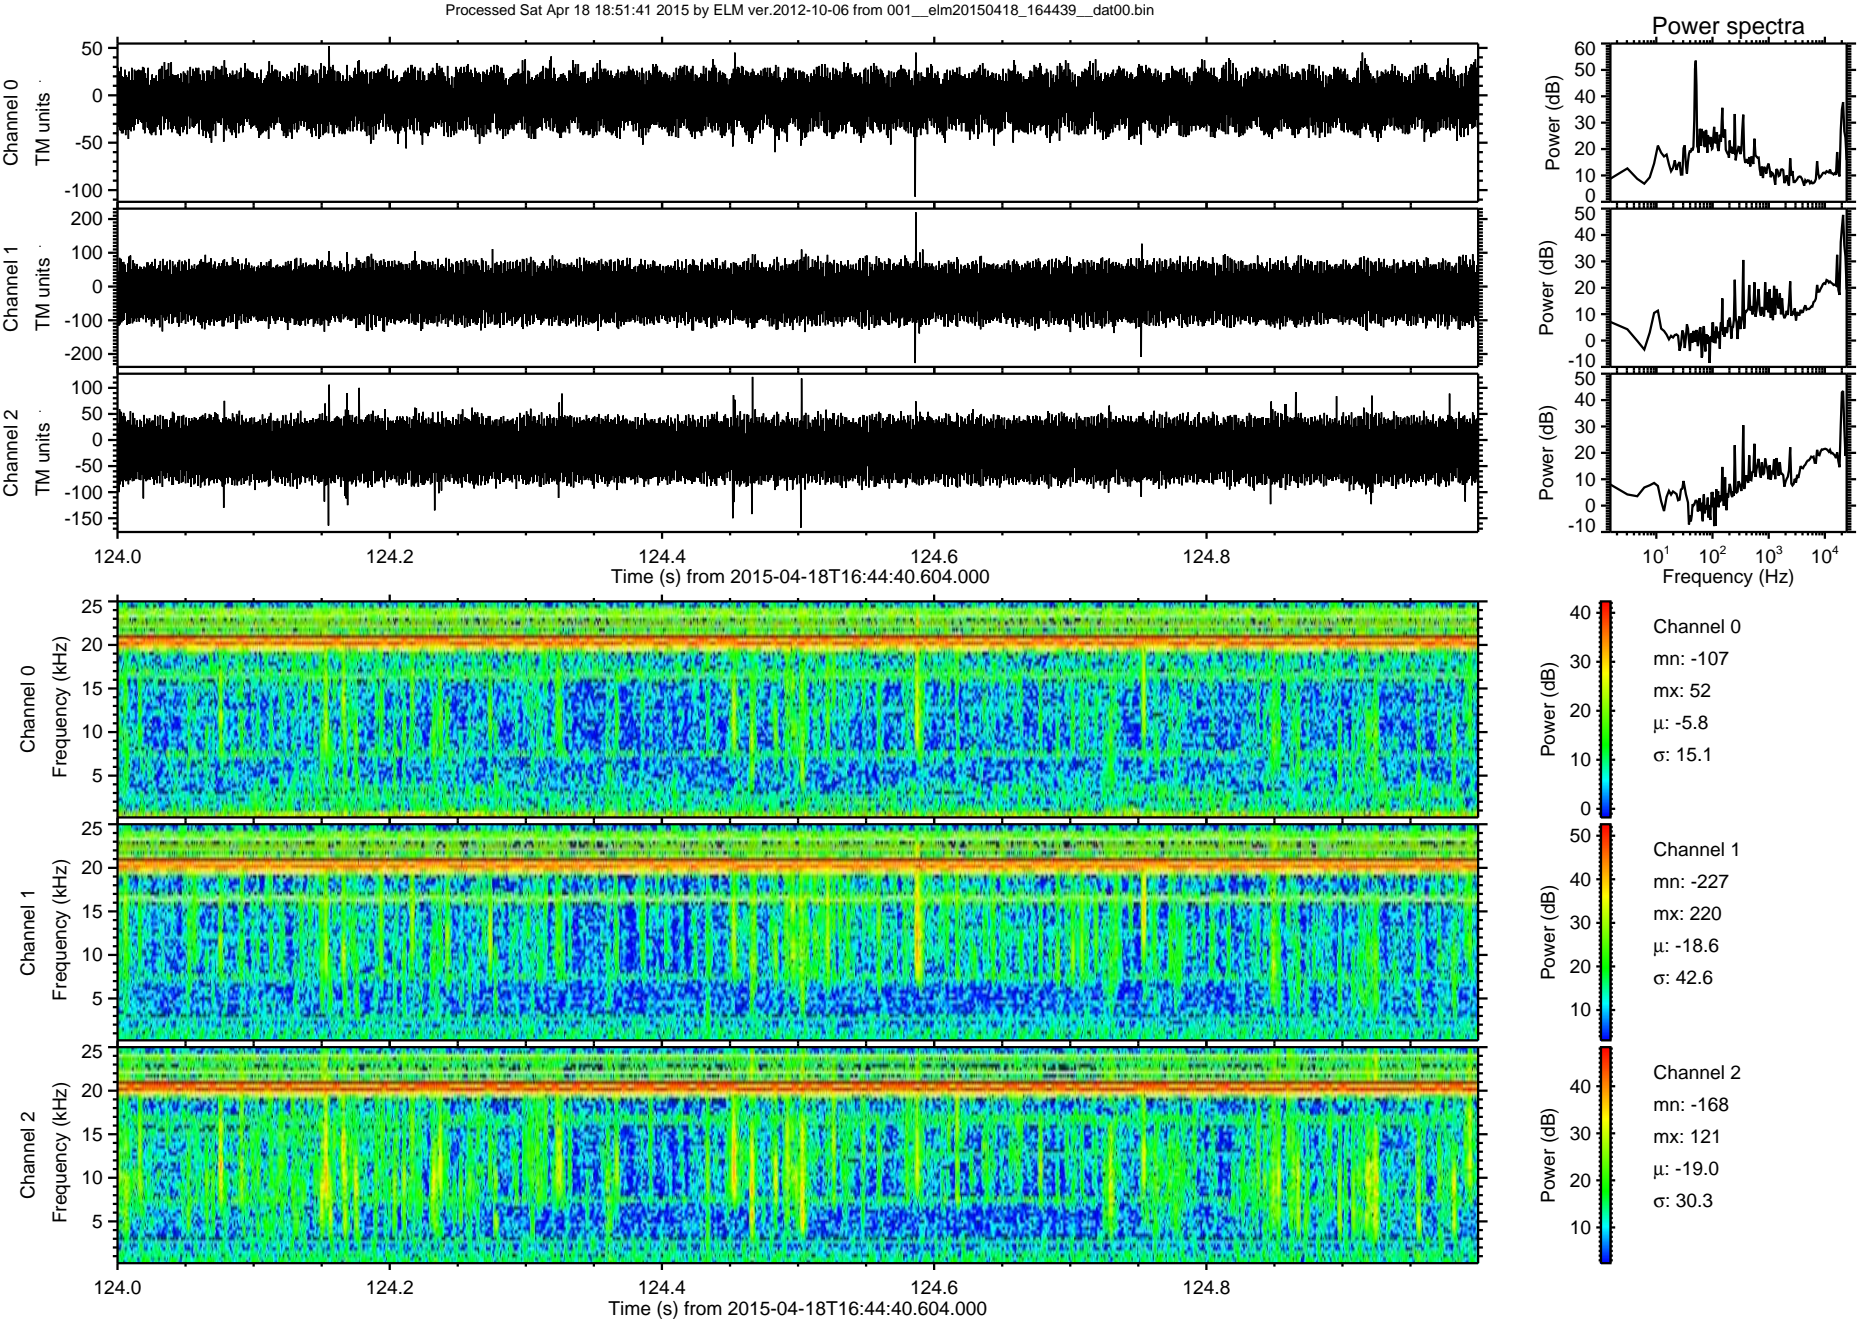 Processed Sat Apr 18 18:51:41 2015 by ELM ver.2012-10-06 from 001__elm20150418_164439__dat00.bin
Power spectra
Channel 0
TM units
50
0
-50
-100
Power (dB)
60
50
40
30
20
10
0
Channel 1
TM units
200
100
0
-100
-200
Power (dB)
50
40
30
20
10
0
-10
Channel 2
TM units
100
50
0
-50
-100
-150
Power (dB)
50
40
30
20
10
0
-10
124.0 124.2 124.4 124.6 124.8
Time (s) from 2015-04-18T16:44:40.604.000
10¹ 10² 10³ 10⁴
Frequency (Hz)
Channel 0
Frequency (kHz)
25
20
15
10
5
Power (dB)
40
30
20
10
0
Channel 0
mn: -107
mx: 52
μ: -5.8
σ: 15.1
Channel 1
Frequency (kHz)
25
20
15
10
5
Power (dB)
50
40
30
20
10
Channel 1
mn: -227
mx: 220
μ: -18.6
σ: 42.6
Channel 2
Frequency (kHz)
25
20
15
10
5
Power (dB)
40
30
20
10
Channel 2
mn: -168
mx: 121
μ: -19.0
σ: 30.3
124.0 124.2 124.4 124.6 124.8
Time (s) from 2015-04-18T16:44:40.604.000